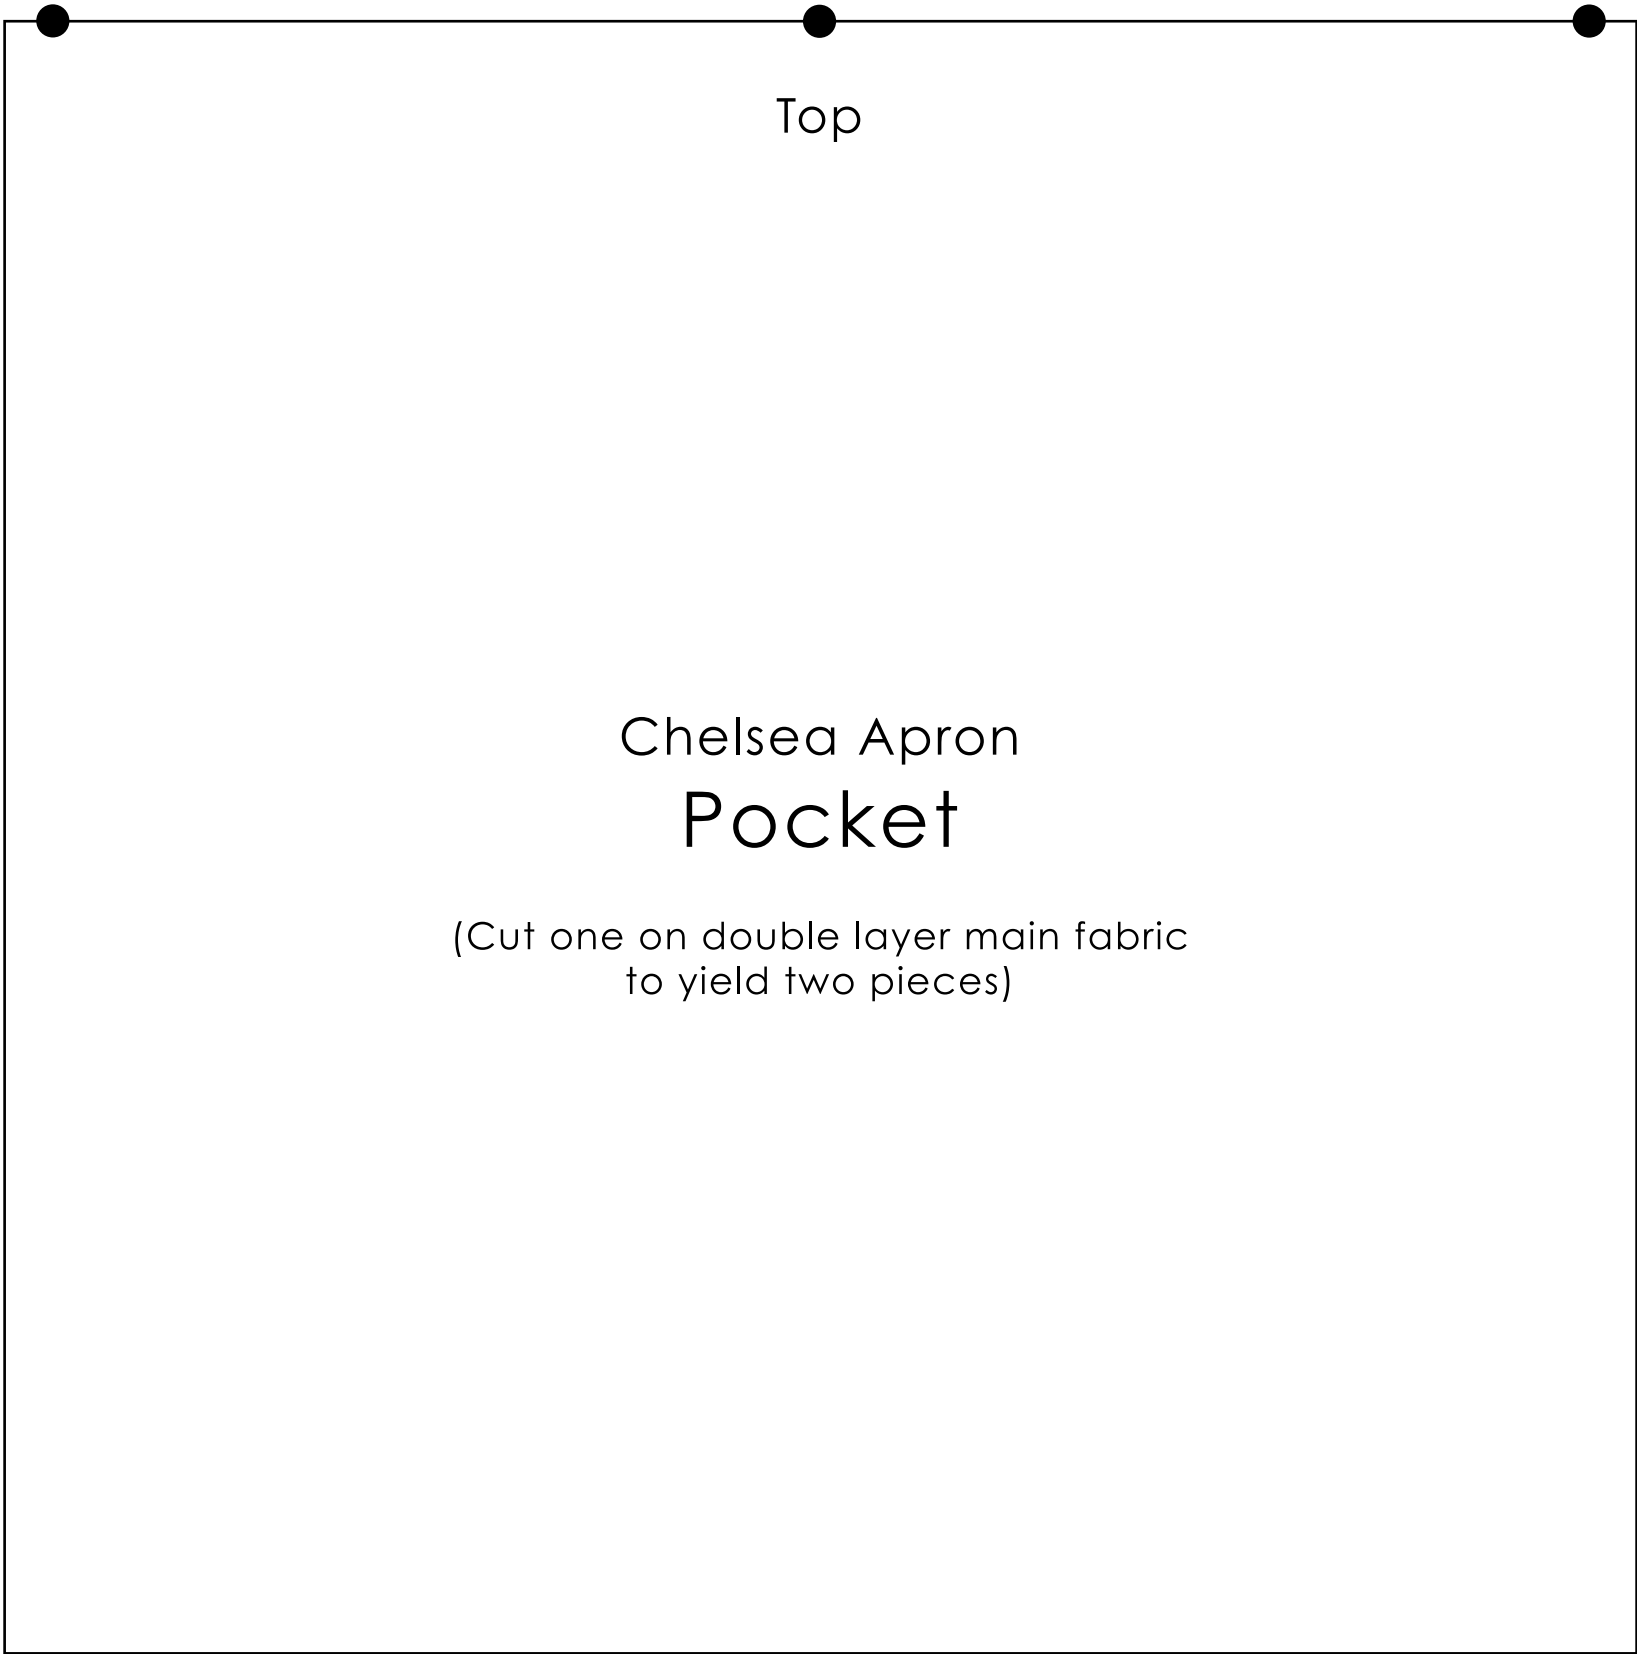 Top
Chelsea Apron
Pocket
(Cut one on double layer main fabric
to yield two pieces)